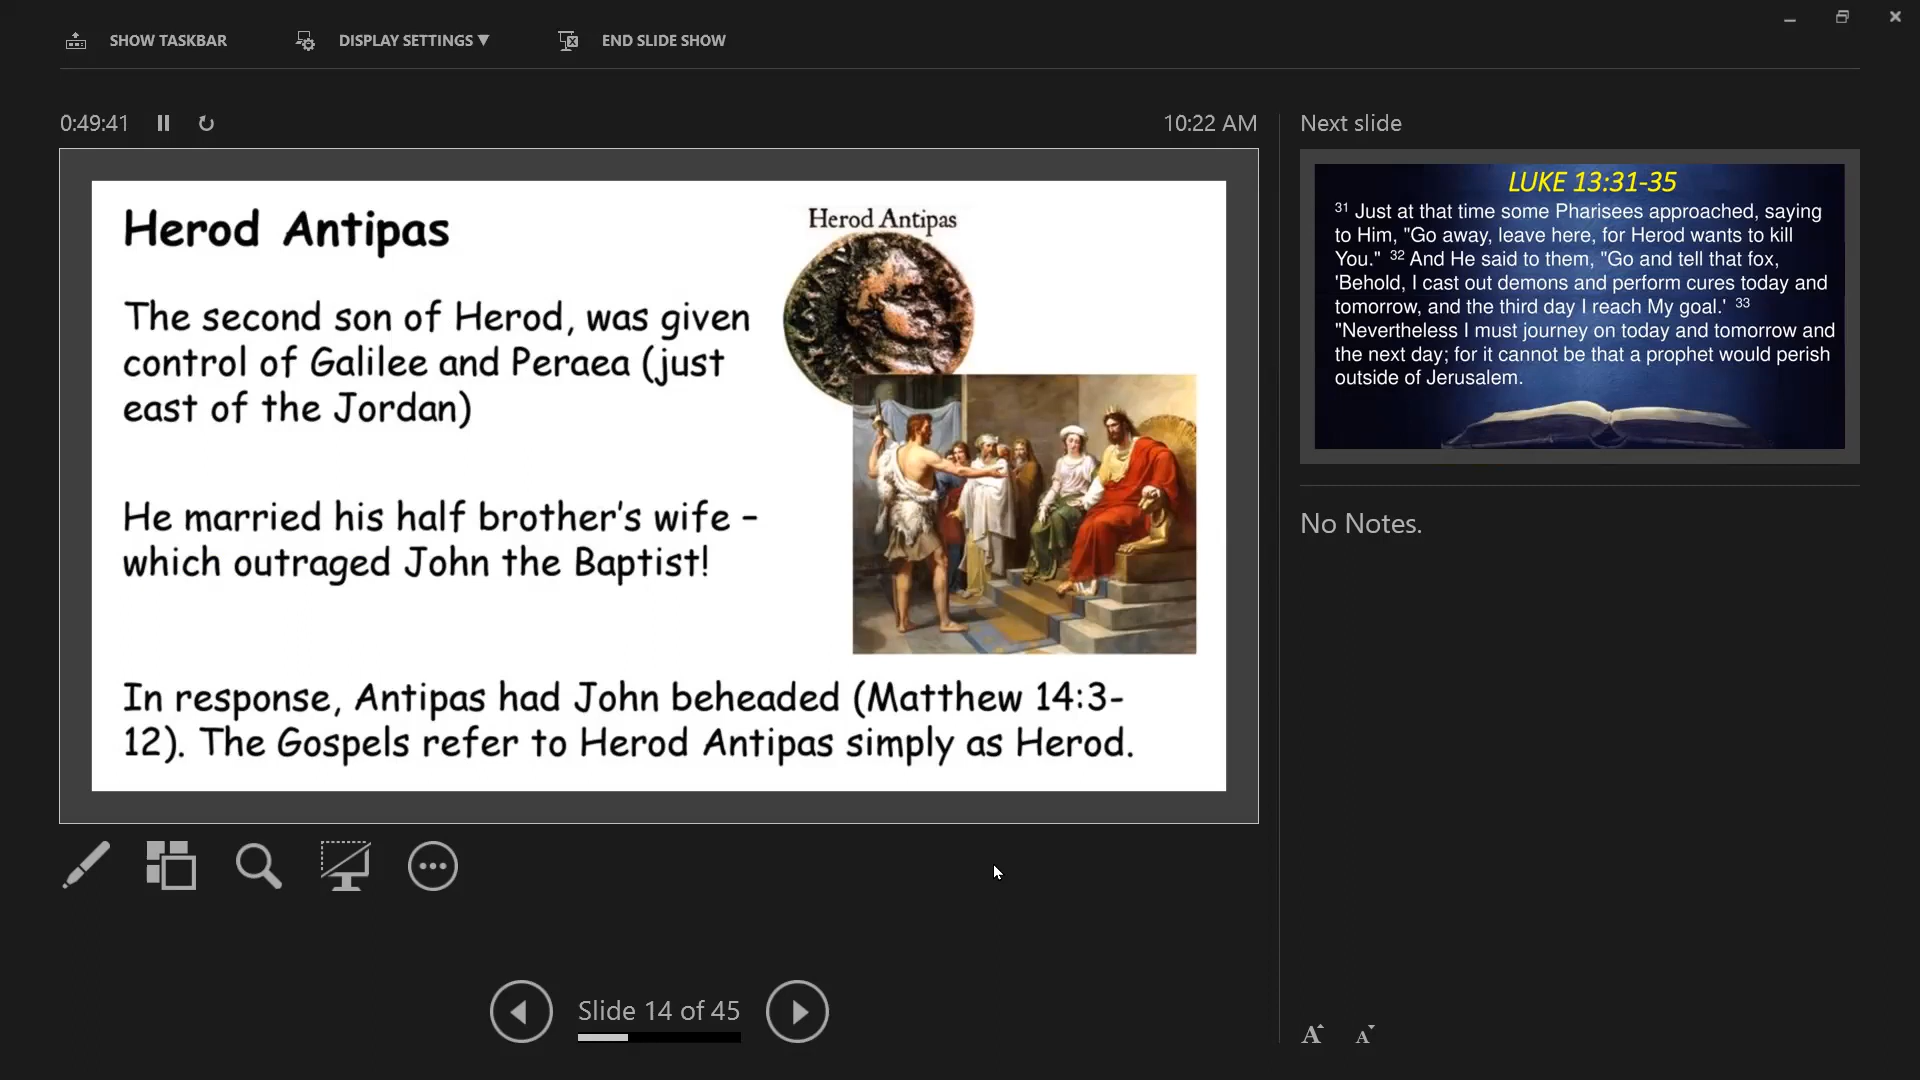 SHOW TASKBAR
DISPLAY SETTINGS ▼
END SLIDE SHOW
0:49:41
10:22 AM
Herod Antipas
Herod Antipas
The second son of Herod, was given
control of Galilee and Peraea (just
east of the Jordan)
He married his half brother's wife –
which outraged John the Baptist!
In response, Antipas had John beheaded (Matthew 14:3-
12). The Gospels refer to Herod Antipas simply as Herod.
Slide 14 of 45
Next slide
LUKE 13:31-35
31 Just at that time some Pharisees approached, saying
to Him, "Go away, leave here, for Herod wants to kill
You." 32 And He said to them, "Go and tell that fox,
'Behold, I cast out demons and perform cures today and
tomorrow, and the third day I reach My goal.' 33
"Nevertheless I must journey on today and tomorrow and
the next day; for it cannot be that a prophet would perish
outside of Jerusalem.
No Notes.
A A